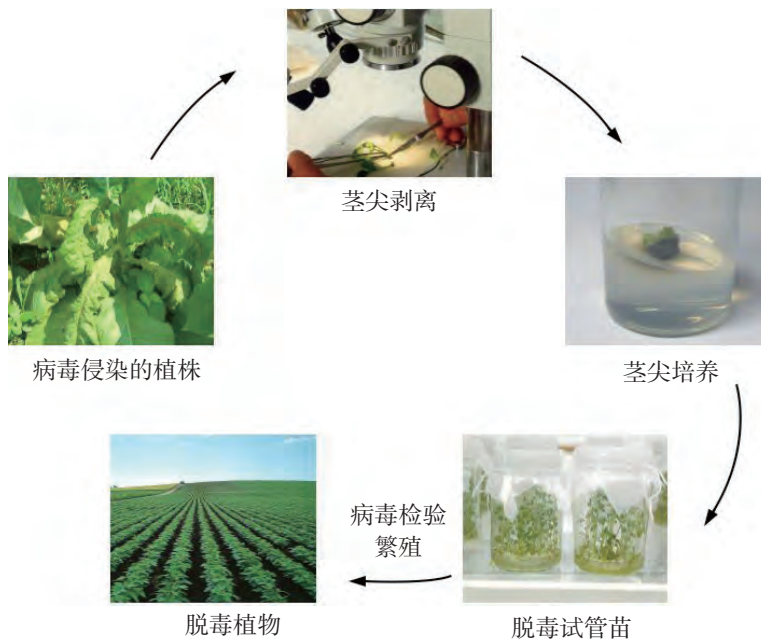 茎尖剥离
病毒侵染的植株
茎尖培养
病毒检验
繁殖
脱毒植物
脱毒试管苗